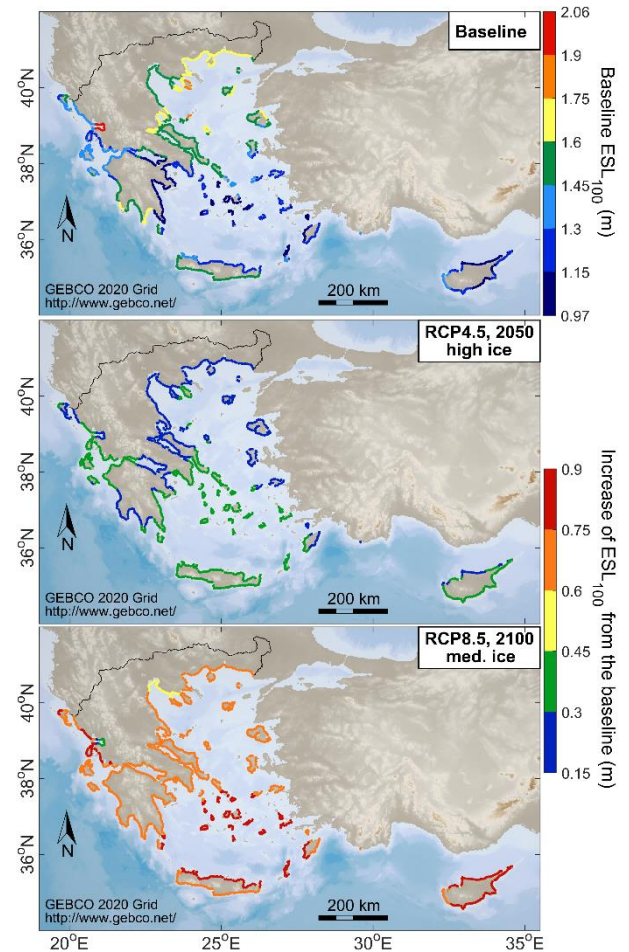 Baseline
40°N
38°N
36°N
N
GEBCO 2020 Grid
http://www.gebco.net/
200 km
2.06
1.9
1.75
1.6
1.45
1.3
1.15
0.97
Baseline ESL100 (m)
RCP4.5, 2050
high ice
40°N
38°N
36°N
N
GEBCO 2020 Grid
http://www.gebco.net/
200 km
RCP8.5, 2100
med. ice
40°N
38°N
36°N
N
GEBCO 2020 Grid
http://www.gebco.net/
200 km
0.9
0.75
0.6
0.45
0.3
0.15
Increase of ESL100 from the baseline (m)
20°E
25°E
30°E
35°E